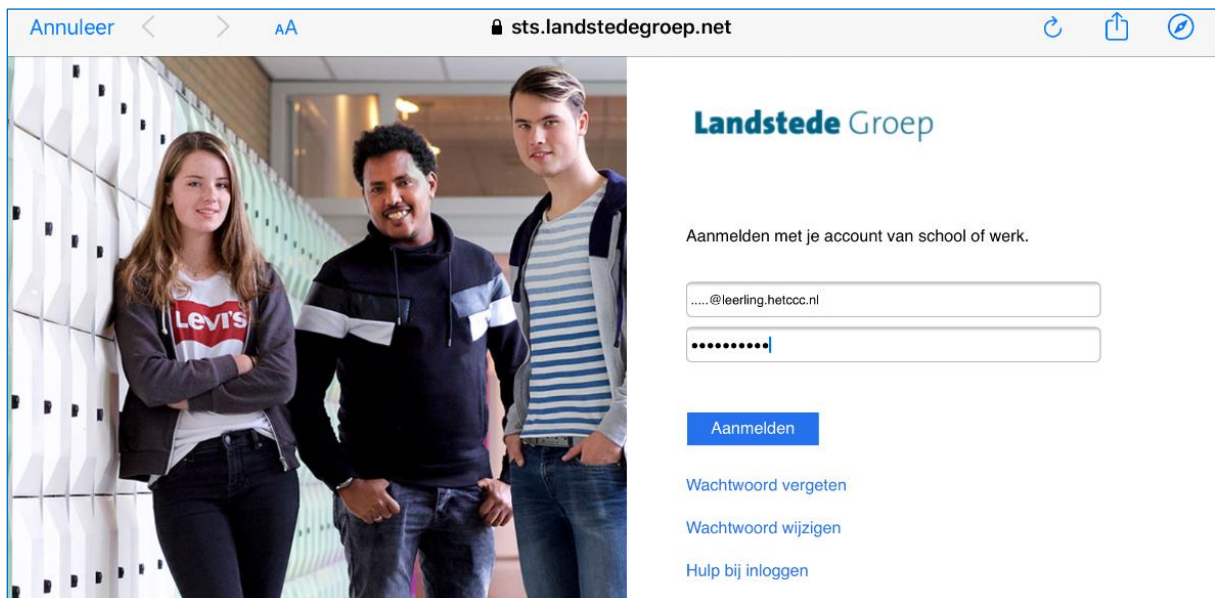 Annuleer
AA
sts.landstedegroep.net
Landstede Groep
Aanmelden met je account van school of werk.
.....@leerling.hetccc.nl
••••••••••
Aanmelden
Wachtwoord vergeten
Wachtwoord wijzigen
Hulp bij inloggen
LEVI'S